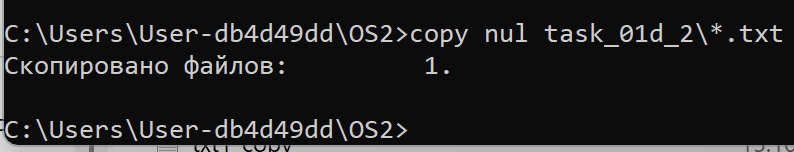 C:\Users\User-db4d49dd\OS2>copy nul task_01d_2\*.txt
Скопировано файлов:         1.
C:\Users\User-db4d49dd\OS2>